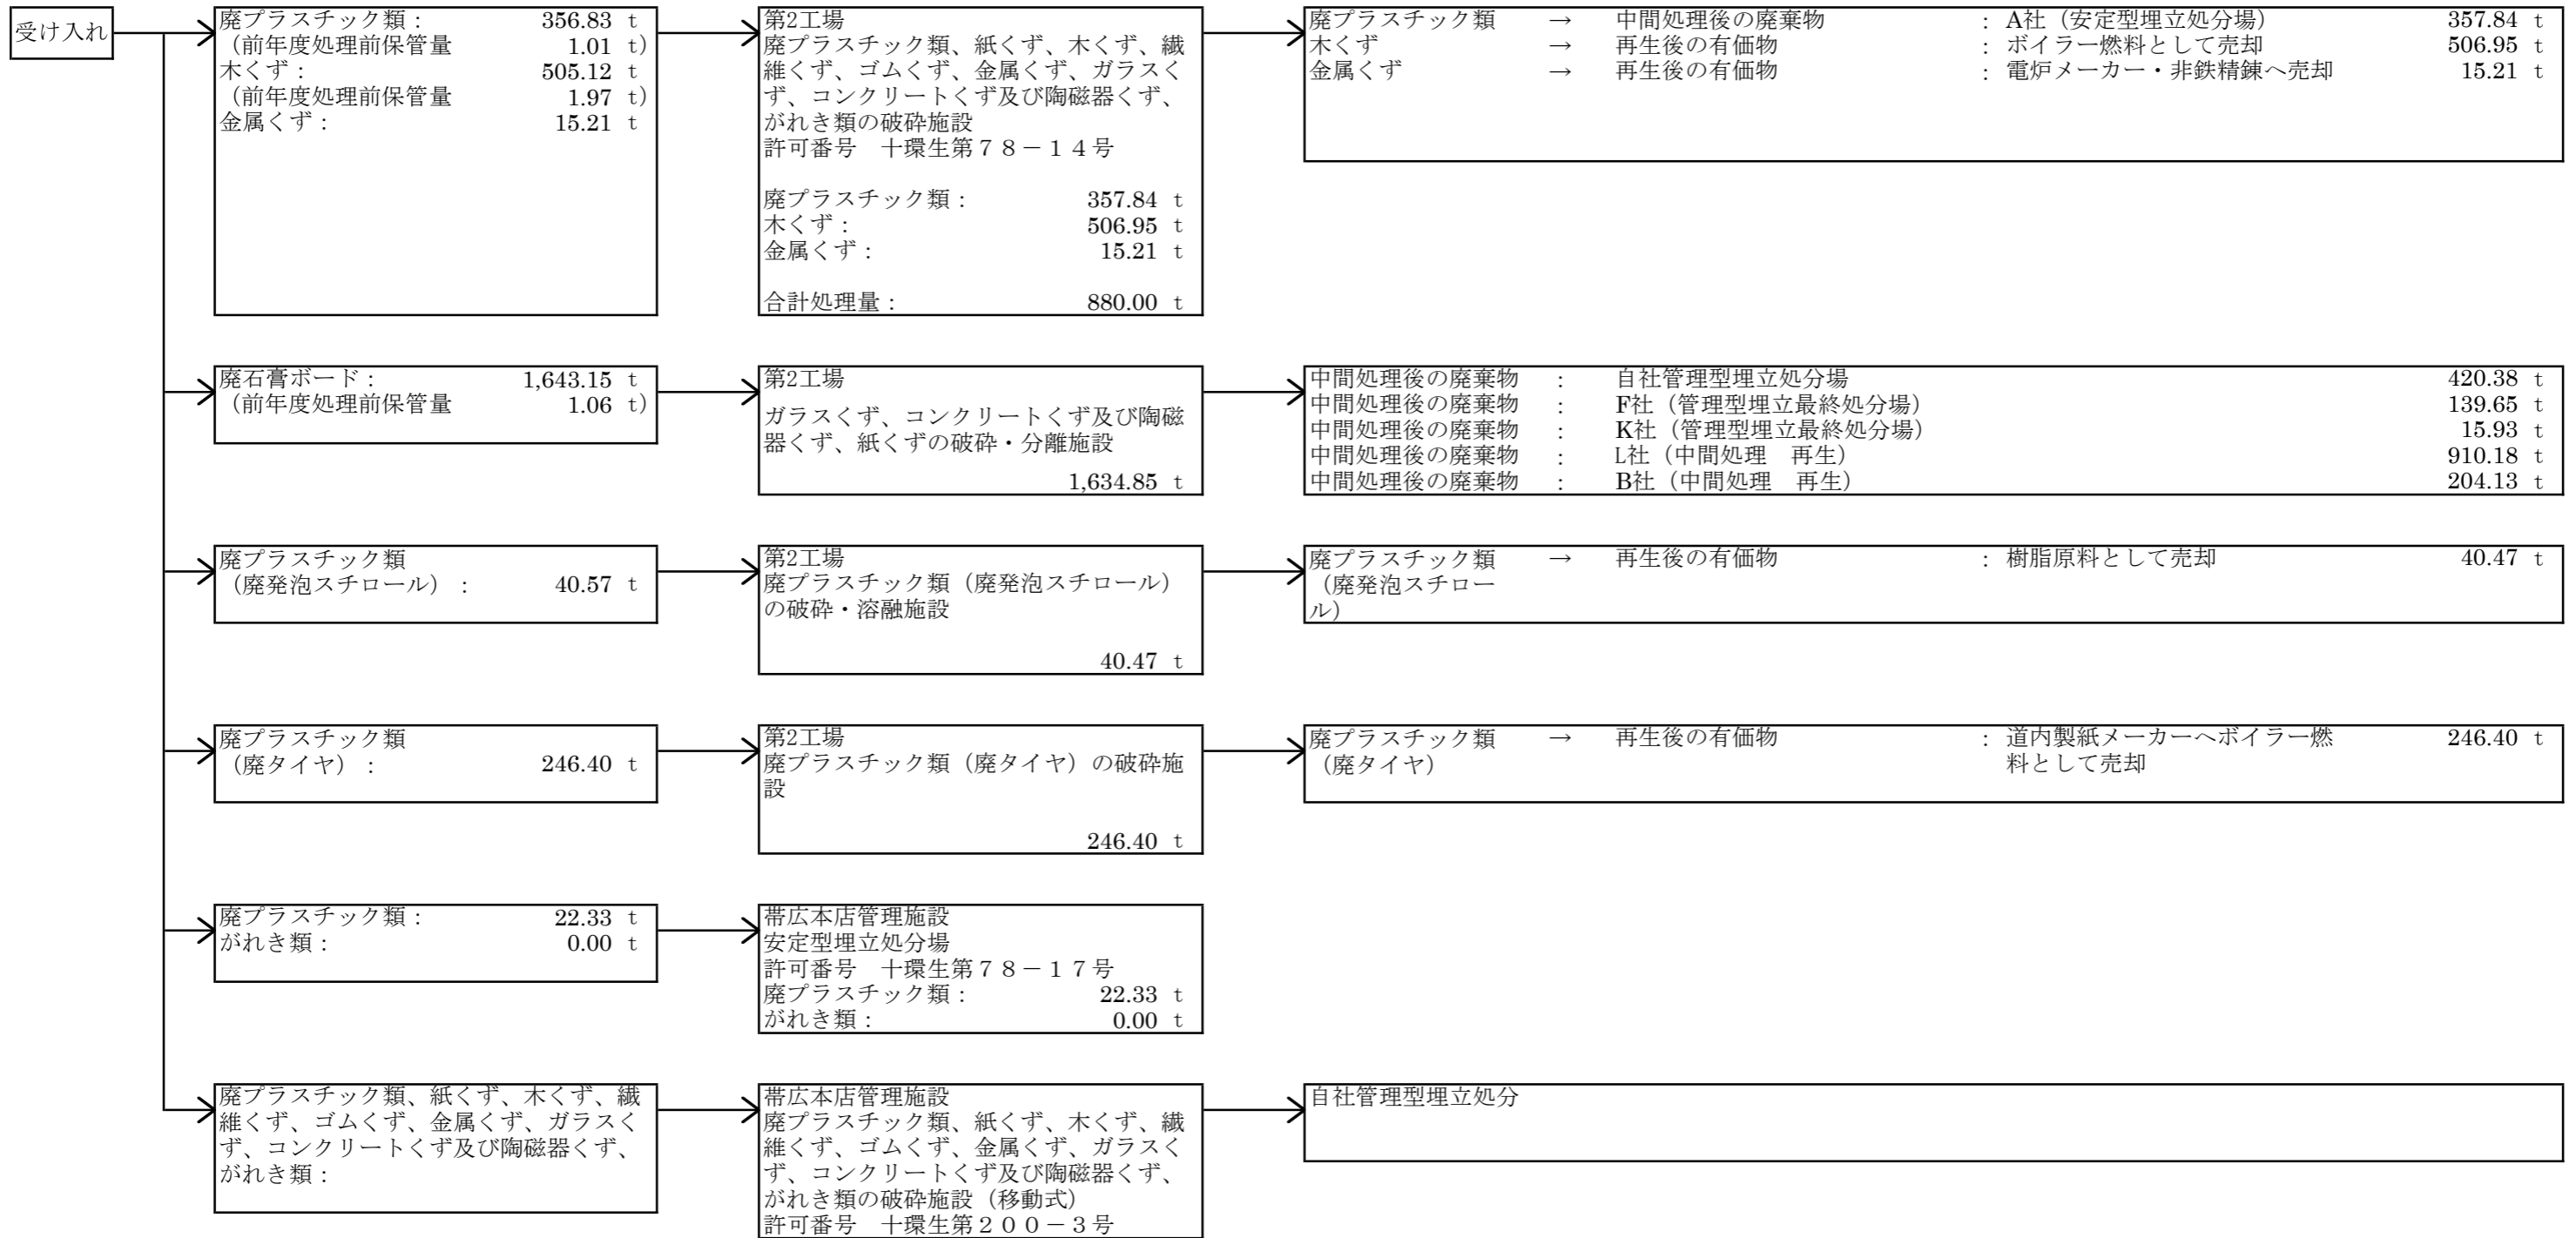 受け入れ
廃プラスチック類： 356.83 t
（前年度処理前保管量 1.01 t）
木くず： 505.12 t
（前年度処理前保管量 1.97 t）
金属くず： 15.21 t
第2工場
廃プラスチック類、紙くず、木くず、繊
維くず、ゴムくず、金属くず、ガラスく
ず、コンクリートくず及び陶磁器くず、
がれき類の破砕施設
許可番号　十環生第７８－１４号
廃プラスチック類： 357.84 t
木くず： 506.95 t
金属くず： 15.21 t
合計処理量： 880.00 t
廃プラスチック類 → 中間処理後の廃棄物 ： A社（安定型埋立処分場） 357.84 t
木くず → 再生後の有価物 ： ボイラー燃料として売却 506.95 t
金属くず → 再生後の有価物 ： 電炉メーカー・非鉄精錬へ売却 15.21 t
廃石膏ボード： 1,643.15 t
（前年度処理前保管量 1.06 t）
第2工場
ガラスくず、コンクリートくず及び陶磁
器くず、紙くずの破砕・分離施設
1,634.85 t
中間処理後の廃棄物 ： 自社管理型埋立処分場 420.38 t
中間処理後の廃棄物 ： F社（管理型埋立最終処分場） 139.65 t
中間処理後の廃棄物 ： K社（管理型埋立最終処分場） 15.93 t
中間処理後の廃棄物 ： L社（中間処理　再生） 910.18 t
中間処理後の廃棄物 ： B社（中間処理　再生） 204.13 t
廃プラスチック類
（廃発泡スチロール）： 40.57 t
第2工場
廃プラスチック類（廃発泡スチロール）
の破砕・溶融施設
40.47 t
廃プラスチック類 → 再生後の有価物 ： 樹脂原料として売却 40.47 t
（廃発泡スチロー
ル）
廃プラスチック類
（廃タイヤ）： 246.40 t
第2工場
廃プラスチック類（廃タイヤ）の破砕施
設
246.40 t
廃プラスチック類 → 再生後の有価物 ： 道内製紙メーカーへボイラー燃 246.40 t
（廃タイヤ） 料として売却
廃プラスチック類： 22.33 t
がれき類： 0.00 t
帯広本店管理施設
安定型埋立処分場
許可番号　十環生第７８－１７号
廃プラスチック類： 22.33 t
がれき類： 0.00 t
廃プラスチック類、紙くず、木くず、繊
維くず、ゴムくず、金属くず、ガラスく
ず、コンクリートくず及び陶磁器くず、
がれき類：
帯広本店管理施設
廃プラスチック類、紙くず、木くず、繊
維くず、ゴムくず、金属くず、ガラスく
ず、コンクリートくず及び陶磁器くず、
がれき類の破砕施設（移動式）
許可番号　十環生第２００－３号
自社管理型埋立処分